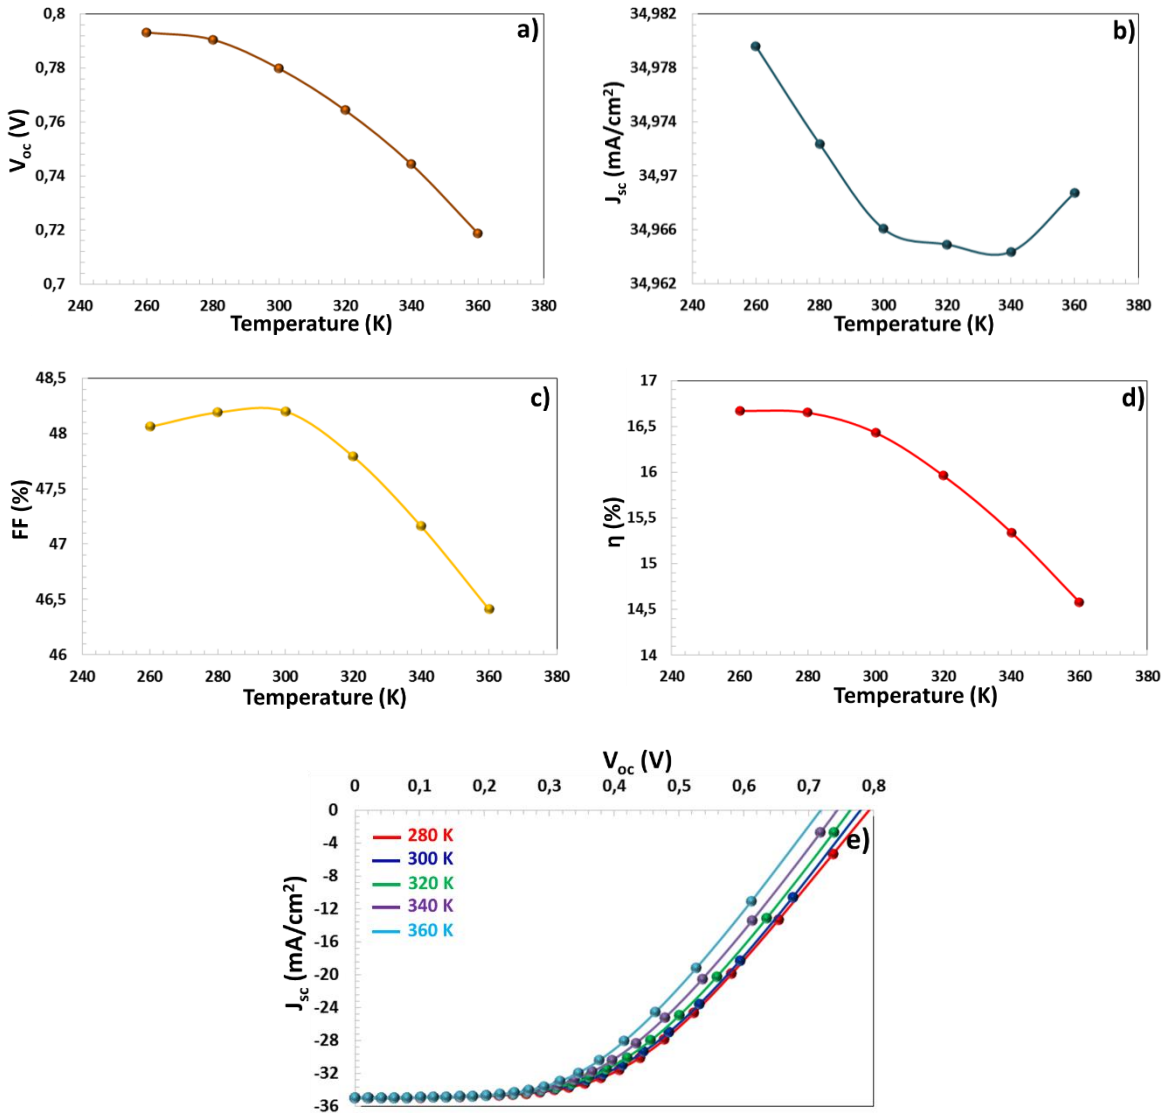 a)
V_oc (V)
0,8
0,78
0,76
0,74
0,72
0,7
240 260 280 300 320 340 360 380
Temperature (K)
b)
J_sc (mA/cm²)
34,982
34,978
34,974
34,97
34,966
34,962
240 260 280 300 320 340 360 380
Temperature (K)
c)
FF (%)
48,5
48
47,5
47
46,5
46
240 260 280 300 320 340 360 380
Temperature (K)
d)
η (%)
17
16,5
16
15,5
15
14,5
14
240 260 280 300 320 340 360 380
Temperature (K)
V_oc (V)
0 0,1 0,2 0,3 0,4 0,5 0,6 0,7 0,8
e)
J_sc (mA/cm²)
0
-4
-8
-12
-16
-20
-24
-28
-32
-36
280 K
300 K
320 K
340 K
360 K